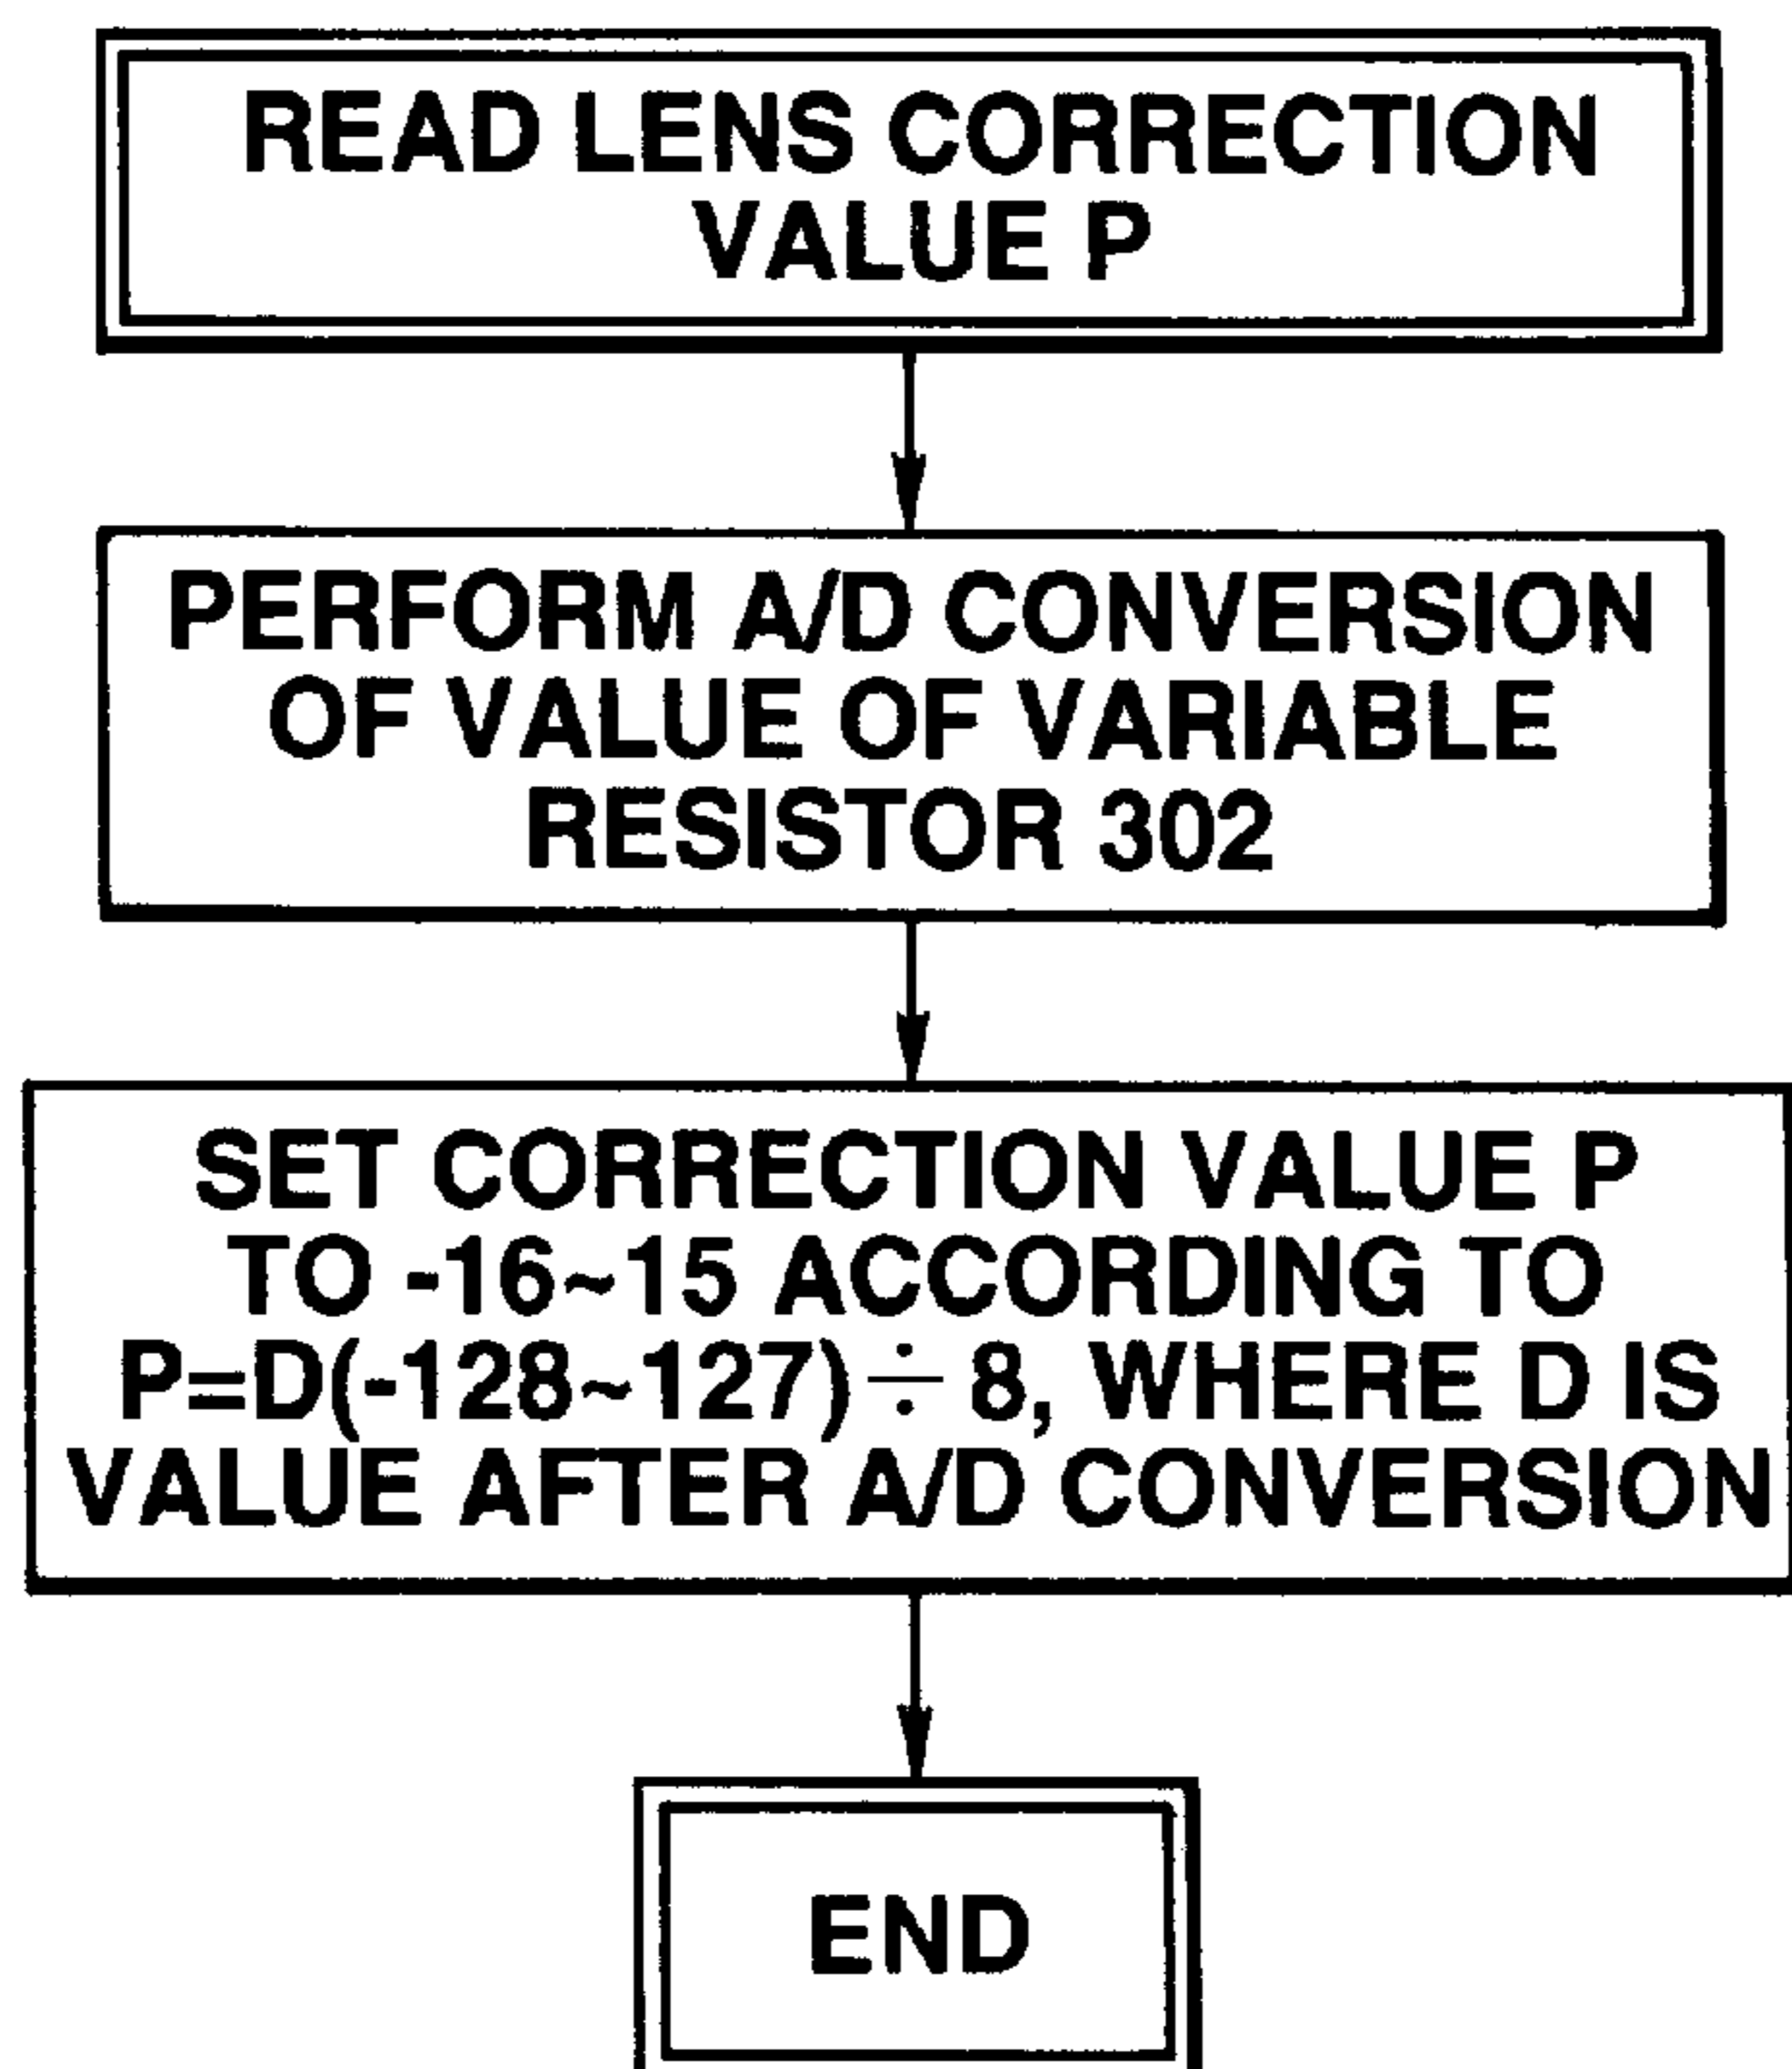 READ LENS CORRECTION
VALUE P
PERFORM A/D CONVERSION
OF VALUE OF VARIABLE
RESISTOR 302
SET CORRECTION VALUE P
TO -16~15 ACCORDING TO
P=D(-128~127) ÷ 8, WHERE D IS
VALUE AFTER A/D CONVERSION
END